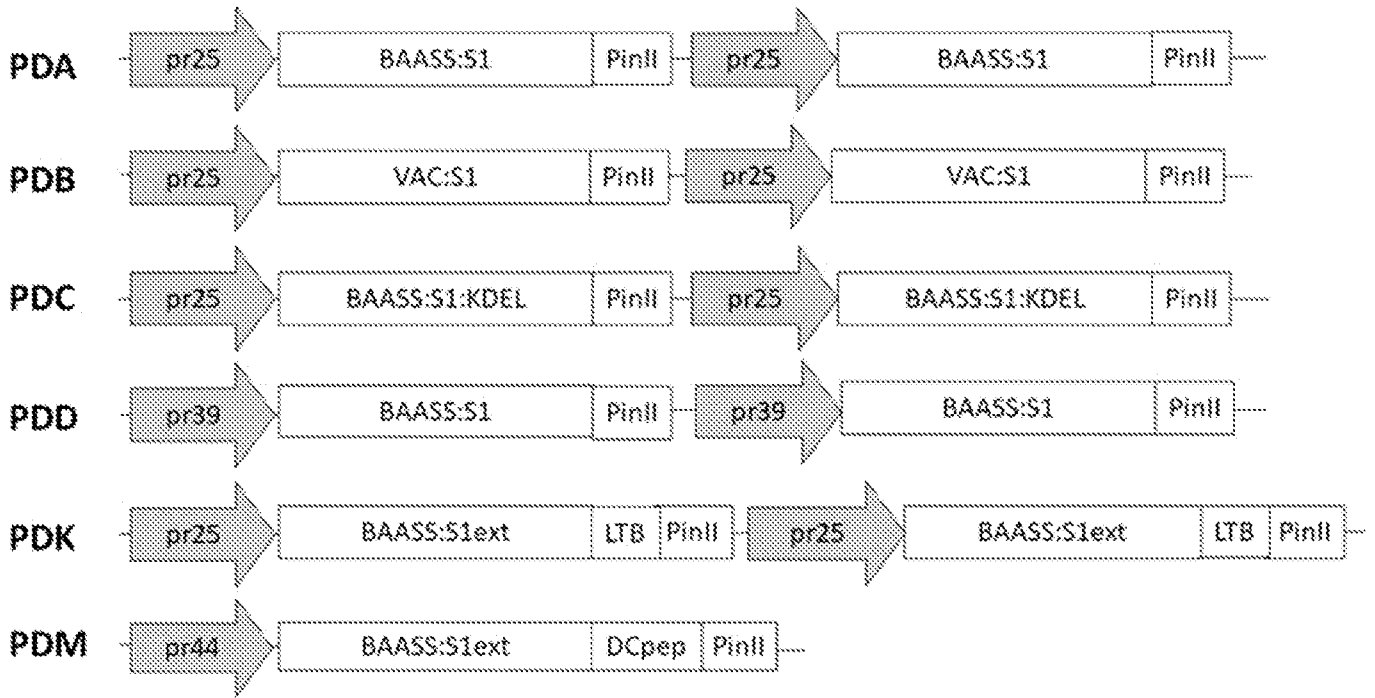 PDA pr25 BAASS:S1 PinII pr25 BAASS:S1 PinII
PDB pr25 VAC:S1 PinII pr25 VAC:S1 PinII
PDC pr25 BAASS:S1:KDEL PinII pr25 BAASS:S1:KDEL PinII
PDD pr39 BAASS:S1 PinII pr39 BAASS:S1 PinII
PDK pr25 BAASS:S1ext LTB PinII pr25 BAASS:S1ext LTB PinII
PDM pr44 BAASS:S1ext DCpep PinII